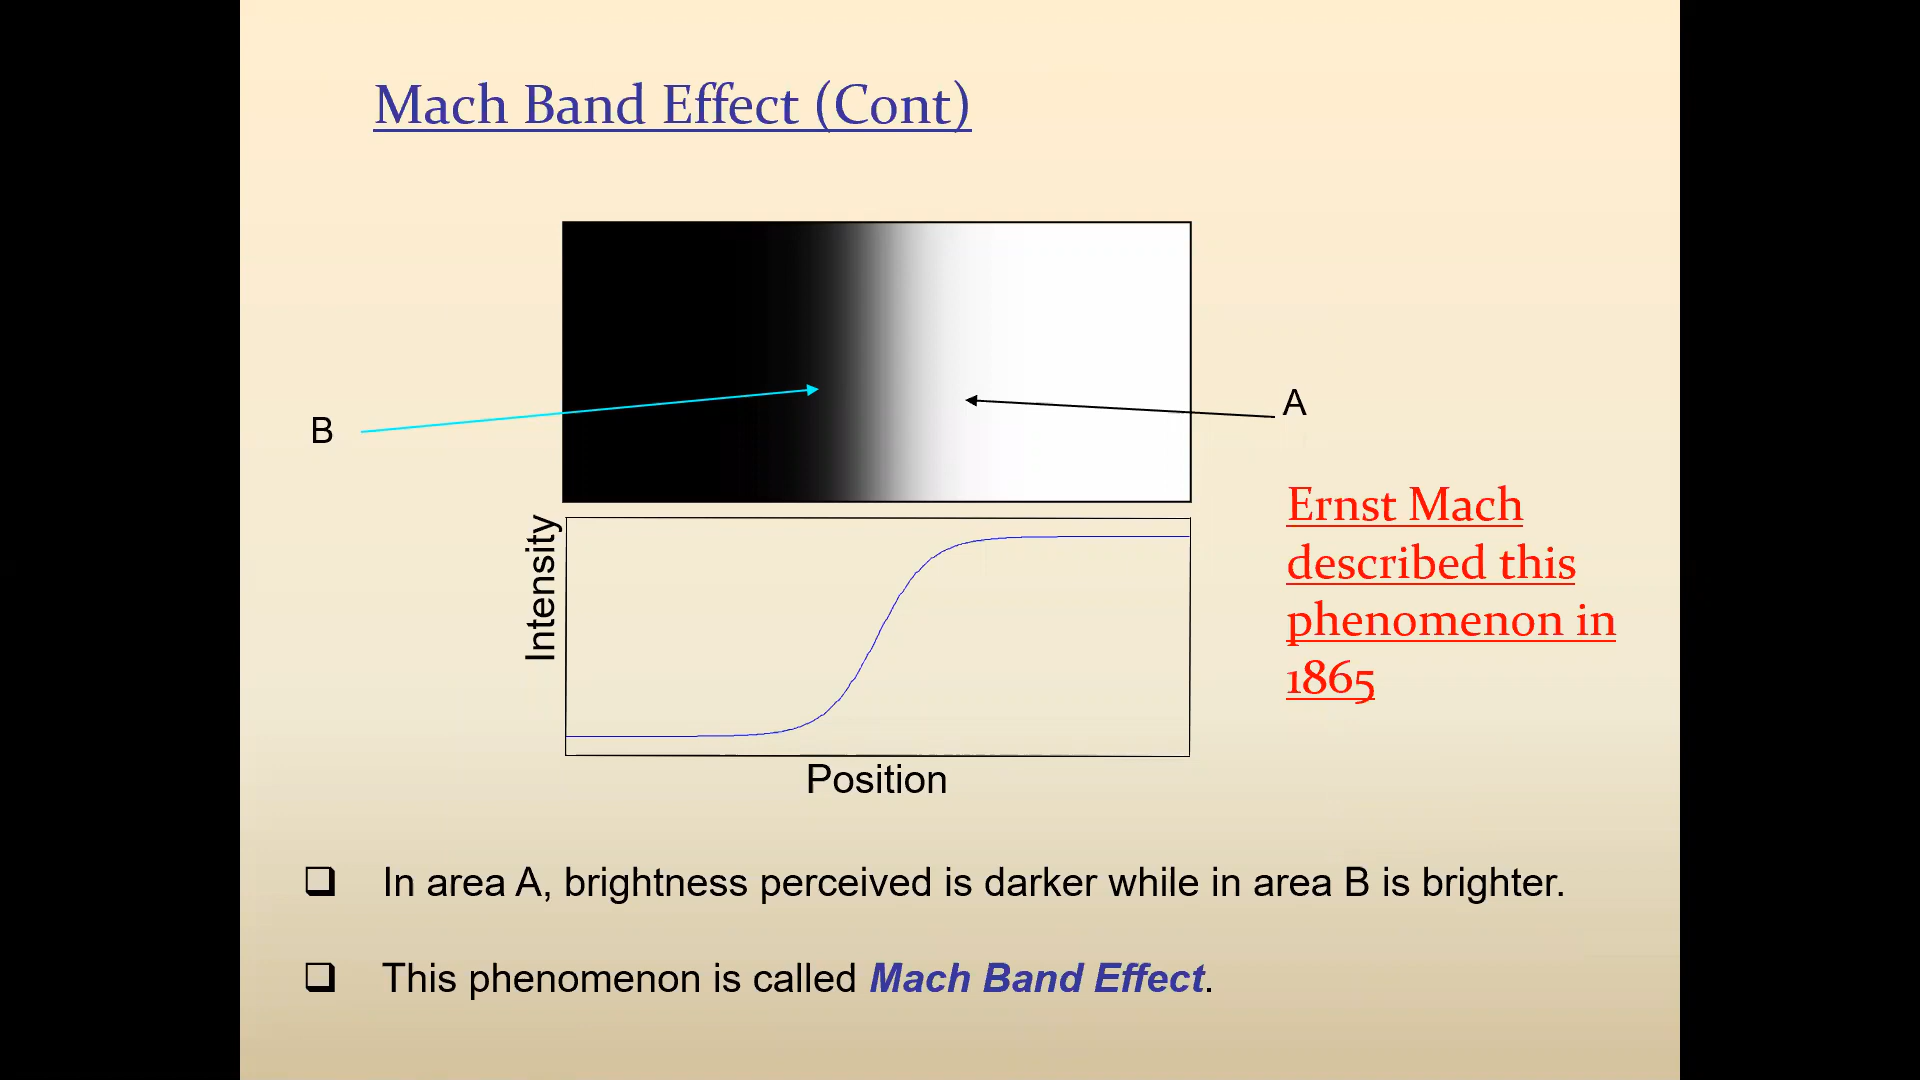 Mach Band Effect (Cont)
B
A
Ernst Mach
described this
phenomenon in
1865
Intensity
Position
In area A, brightness perceived is darker while in area B is brighter.
This phenomenon is called Mach Band Effect.